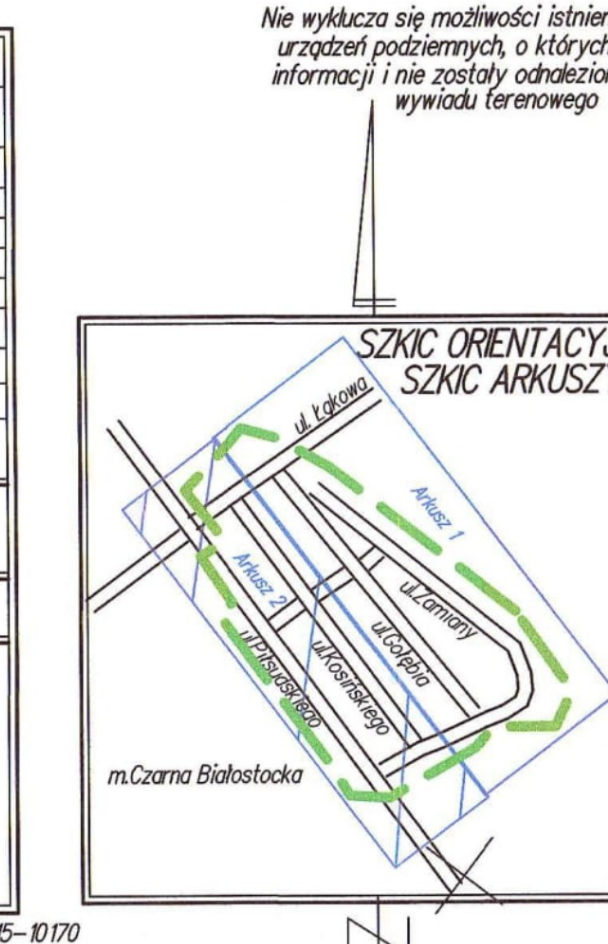 Nie wyklucza się możliwości istnien
urządzeń podziemnych, o których
informacji i nie zostały odnalezion
wywiadu terenowego
SZKIC ORIENTACYJ
SZKIC ARKUSZ
ul. Łąkowa
Arkusz 1
Arkusz 2
ul.Zamiany
ul.Gołębia
ul.Kosińskiego
ul.Piłsudskiego
m.Czarna Białostocka
15-10170